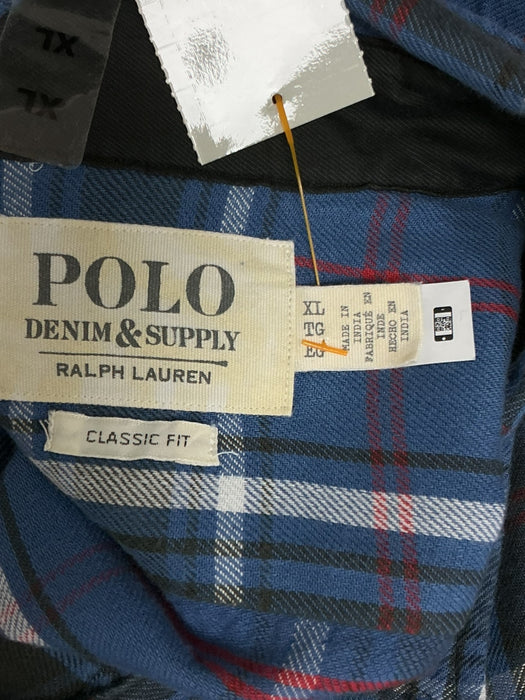 XL
XL
POLO
DENIM & SUPPLY
RALPH LAUREN
CLASSIC FIT
XL
TG
EG
MADE IN
INDIA
FABRIQUÉ EN
INDE
HECHO EN
INDIA